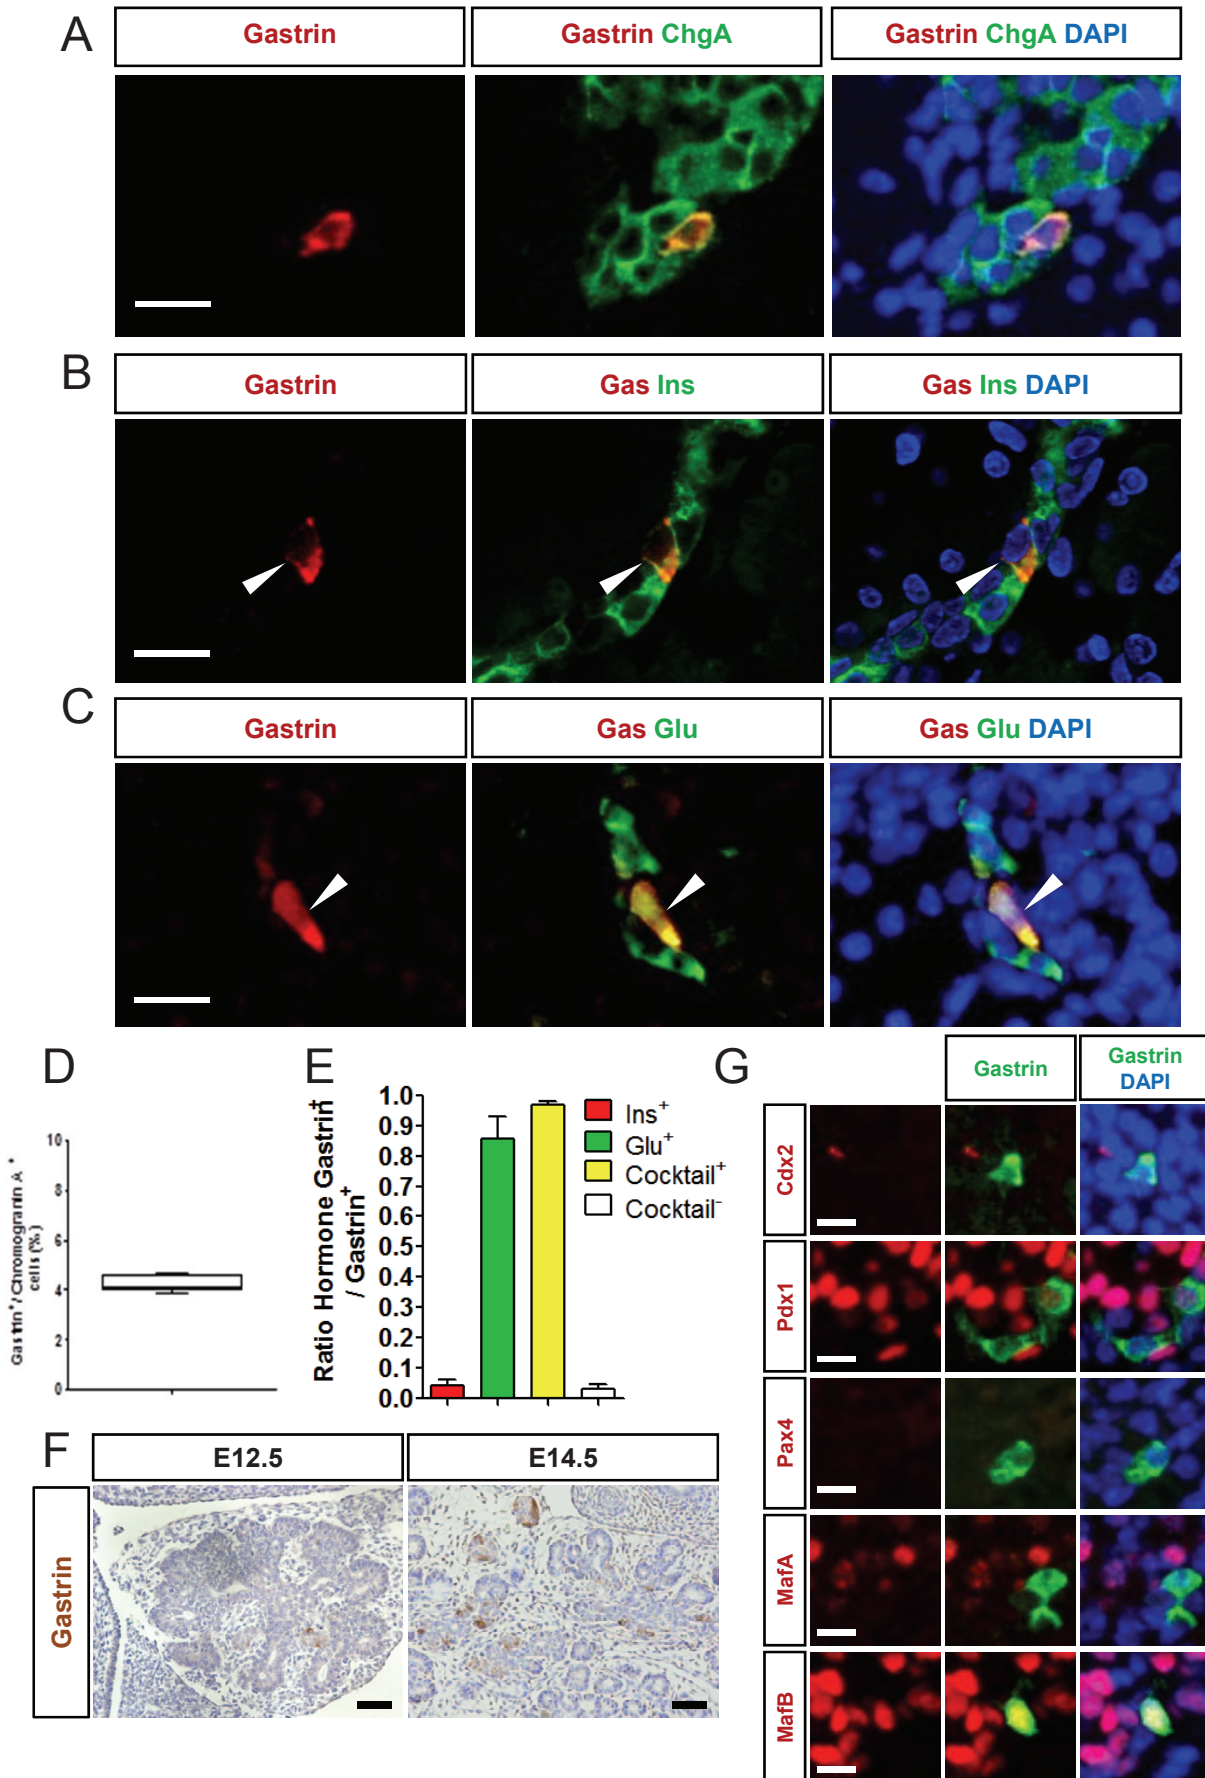 A
Gastrin
Gastrin ChgA
Gastrin ChgA DAPI
B
Gastrin
Gas Ins
Gas Ins DAPI
C
Gastrin
Gas Glu
Gas Glu DAPI
D
Gastrin+/Chromogranin A+
cells (%)
10
8
6
4
2
0
E
Ratio Hormone+Gastrin+
/ Gastrin+
1.0
0.9
0.8
0.7
0.6
0.5
0.4
0.3
0.2
0.1
0.0
Ins+
Glu+
Cocktail+
Cocktail-
F
E12.5
E14.5
Gastrin
G
Gastrin
Gastrin
DAPI
Cdx2
Pdx1
Pax4
MafA
MafB